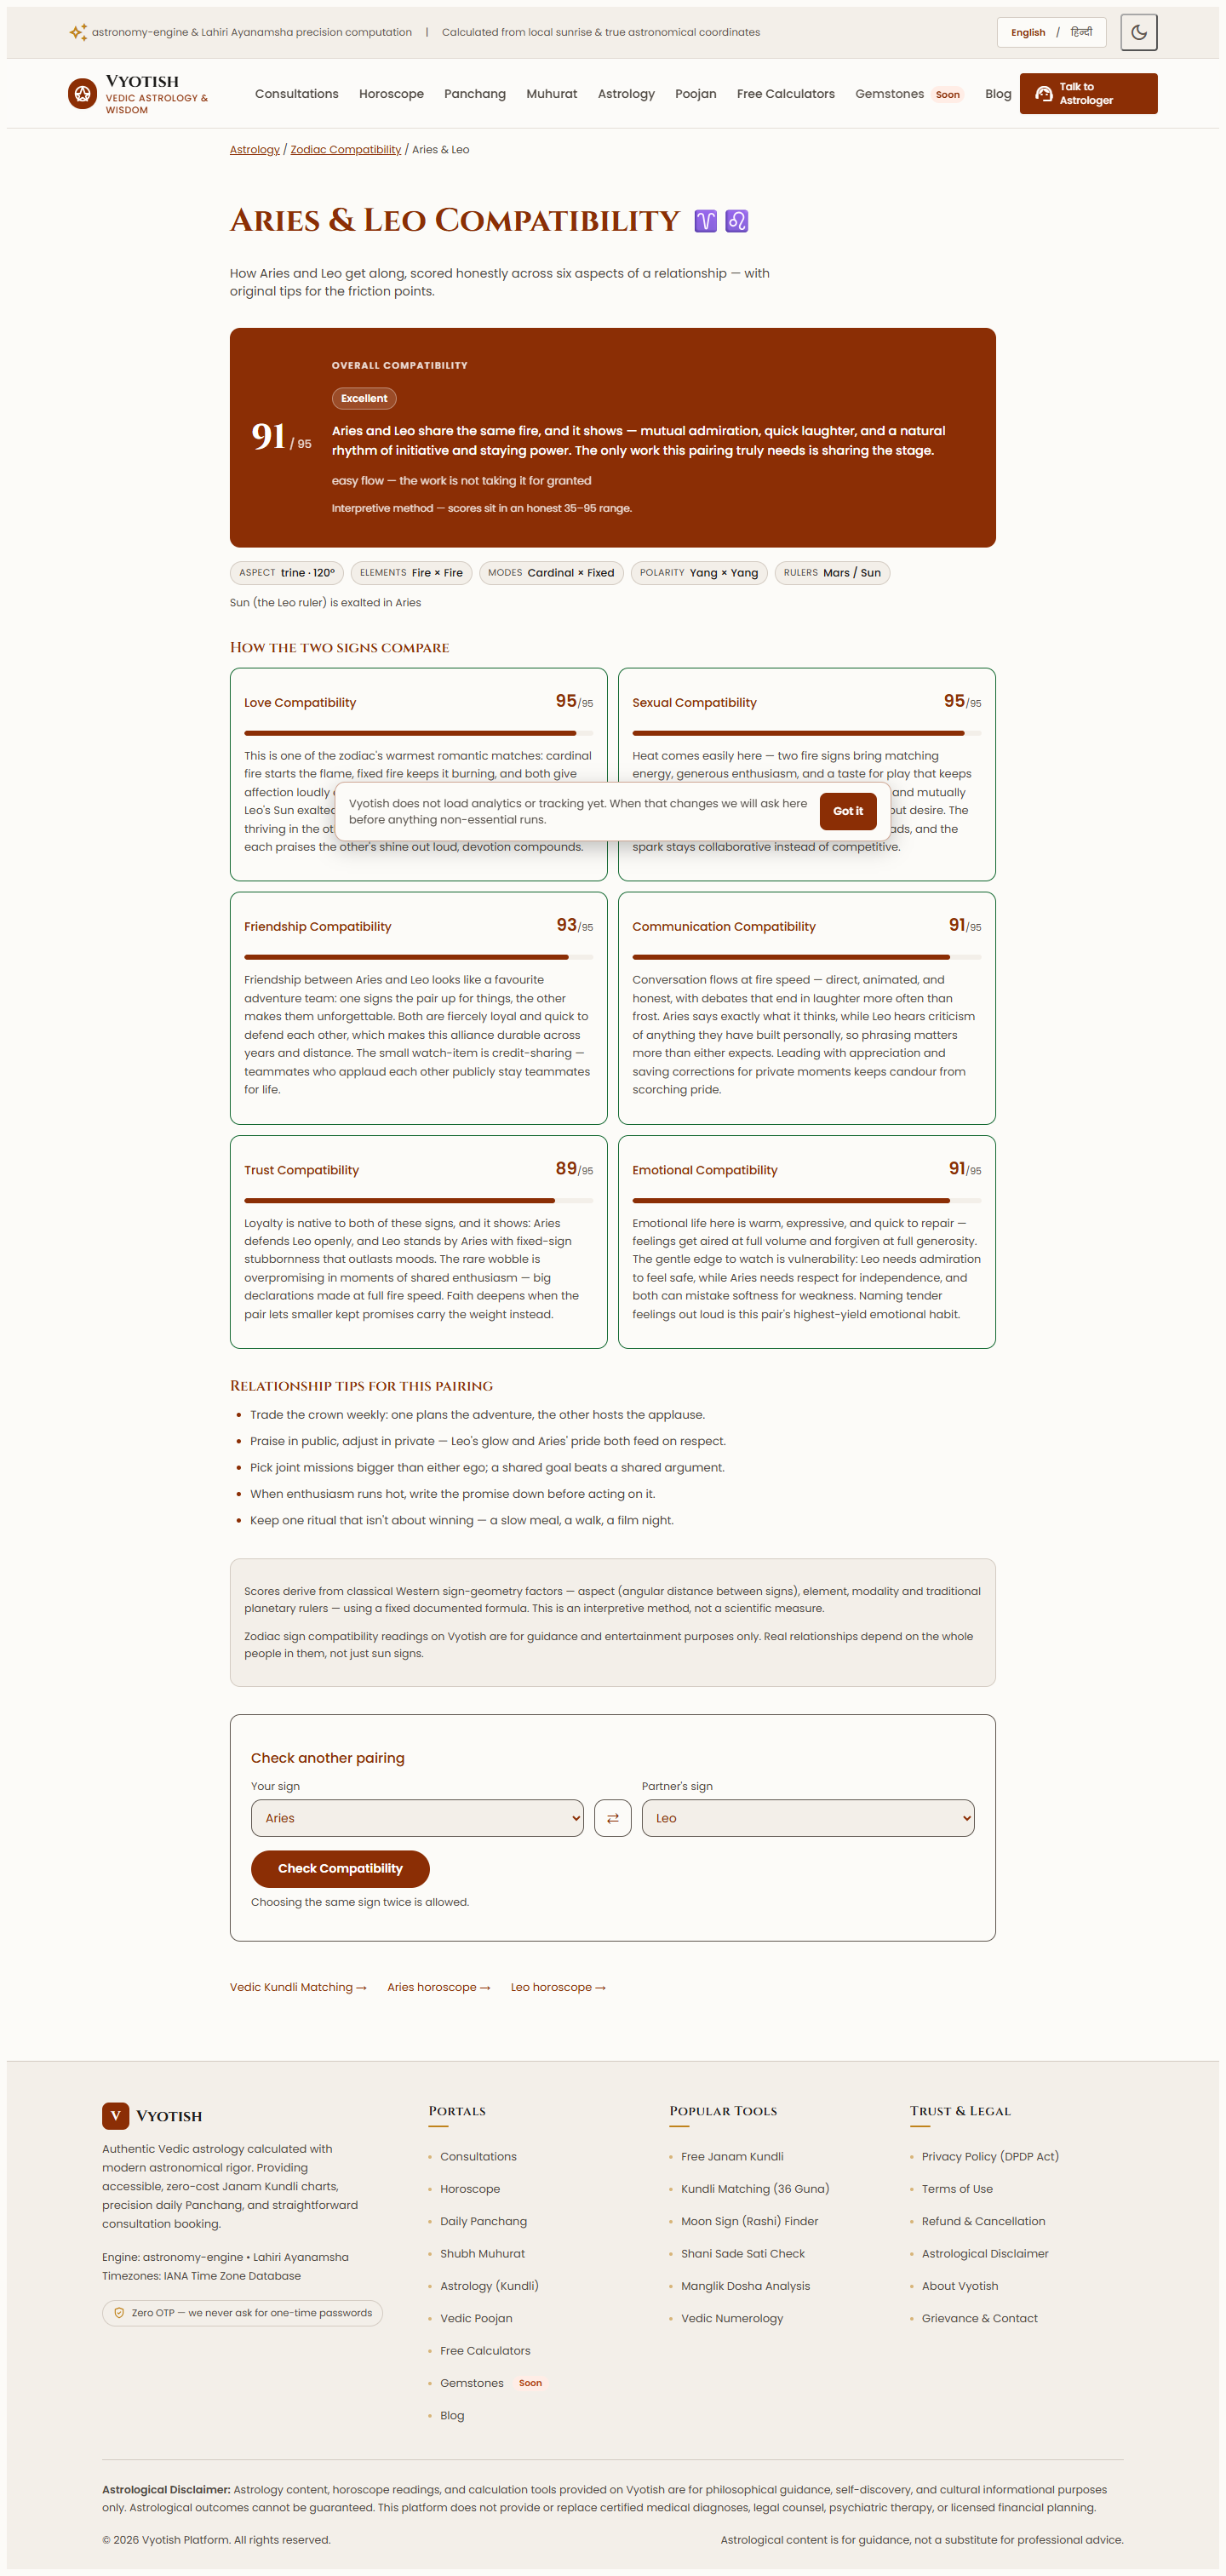 astronomy-engine & Lahiri Ayanamsha precision computation | Calculated from local sunrise & true astronomical coordinates
English / हिन्दी
Vyotish
VEDIC ASTROLOGY &
WISDOM
Consultations Horoscope Panchang Muhurat Astrology Poojan Free Calculators Gemstones Soon Blog
Talk to
Astrologer
Astrology / Zodiac Compatibility / Aries & Leo
Aries & Leo Compatibility ♈ ♌
How Aries and Leo get along, scored honestly across six aspects of a relationship — with
original tips for the friction points.
OVERALL COMPATIBILITY
Excellent
91 / 95
Aries and Leo share the same fire, and it shows — mutual admiration, quick laughter, and a natural
rhythm of initiative and staying power. The only work this pairing truly needs is sharing the stage.
easy flow — the work is not taking it for granted
Interpretive method — scores sit in an honest 35–95 range.
ASPECT trine · 120° ELEMENTS Fire × Fire MODES Cardinal × Fixed POLARITY Yang × Yang RULERS Mars / Sun
Sun (the Leo ruler) is exalted in Aries
How the two signs compare
Love Compatibility 95/95
This is one of the zodiac's warmest romantic matches: cardinal
fire starts the flame, fixed fire keeps it burning, and both give
affection loudly
Leo's Sun exalted
thriving in the
each praises the other's shine out loud, devotion compounds.
Sexual Compatibility 95/95
Heat comes easily here — two fire signs bring matching
energy, generous enthusiasm, and a taste for play that keeps
and mutually
desire. The
and the
spark stays collaborative instead of competitive.
Vyotish does not load analytics or tracking yet. When that changes we will ask here
before anything non-essential runs.
Got it
Friendship Compatibility 93/95
Friendship between Aries and Leo looks like a favourite
adventure team: one signs the pair up for things, the other
makes them unforgettable. Both are fiercely loyal and quick to
defend each other, which makes this alliance durable across
years and distance. The small watch-item is credit-sharing —
teammates who applaud each other publicly stay teammates
for life.
Communication Compatibility 91/95
Conversation flows at fire speed — direct, animated, and
honest, with debates that end in laughter more often than
frost. Aries says exactly what it thinks, while Leo hears criticism
of anything they have built personally, so phrasing matters
more than either expects. Leading with appreciation and
saving corrections for private moments keeps candour from
scorching pride.
Trust Compatibility 89/95
Loyalty is native to both of these signs, and it shows: Aries
defends Leo openly, and Leo stands by Aries with fixed-sign
stubbornness that outlasts moods. The rare wobble is
overpromising in moments of shared enthusiasm — big
declarations made at full fire speed. Faith deepens when the
pair lets smaller kept promises carry the weight instead.
Emotional Compatibility 91/95
Emotional life here is warm, expressive, and quick to repair —
feelings get aired at full volume and forgiven at full generosity.
The gentle edge to watch is vulnerability: Leo needs admiration
to feel safe, while Aries needs respect for independence, and
both can mistake softness for weakness. Naming tender
feelings out loud is this pair's highest-yield emotional habit.
Relationship tips for this pairing
• Trade the crown weekly: one plans the adventure, the other hosts the applause.
• Praise in public, adjust in private — Leo's glow and Aries' pride both feed on respect.
• Pick joint missions bigger than either ego; a shared goal beats a shared argument.
• When enthusiasm runs hot, write the promise down before acting on it.
• Keep one ritual that isn't about winning — a slow meal, a walk, a film night.
Scores derive from classical Western sign-geometry factors — aspect (angular distance between signs), element, modality and traditional
planetary rulers — using a fixed documented formula. This is an interpretive method, not a scientific measure.
Zodiac sign compatibility readings on Vyotish are for guidance and entertainment purposes only. Real relationships depend on the whole
people in them, not just sun signs.
Check another pairing
Your sign
Aries
⇄
Partner's sign
Leo
Check Compatibility
Choosing the same sign twice is allowed.
Vedic Kundli Matching → Aries horoscope → Leo horoscope →
V Vyotish
Authentic Vedic astrology calculated with
modern astronomical rigor. Providing
accessible, zero-cost Janam Kundli charts,
precision daily Panchang, and straightforward
consultation booking.
Engine: astronomy-engine • Lahiri Ayanamsha
Timezones: IANA Time Zone Database
Zero OTP — we never ask for one-time passwords
Portals
Consultations
Horoscope
Daily Panchang
Shubh Muhurat
Astrology (Kundli)
Vedic Poojan
Free Calculators
Gemstones Soon
Blog
Popular Tools
Free Janam Kundli
Kundli Matching (36 Guna)
Moon Sign (Rashi) Finder
Shani Sade Sati Check
Manglik Dosha Analysis
Vedic Numerology
Trust & Legal
Privacy Policy (DPDP Act)
Terms of Use
Refund & Cancellation
Astrological Disclaimer
About Vyotish
Grievance & Contact
Astrological Disclaimer: Astrology content, horoscope readings, and calculation tools provided on Vyotish are for philosophical guidance, self-discovery, and cultural informational purposes
only. Astrological outcomes cannot be guaranteed. This platform does not provide or replace certified medical diagnoses, legal counsel, psychiatric therapy, or licensed financial planning.
© 2026 Vyotish Platform. All rights reserved.
Astrological content is for guidance, not a substitute for professional advice.